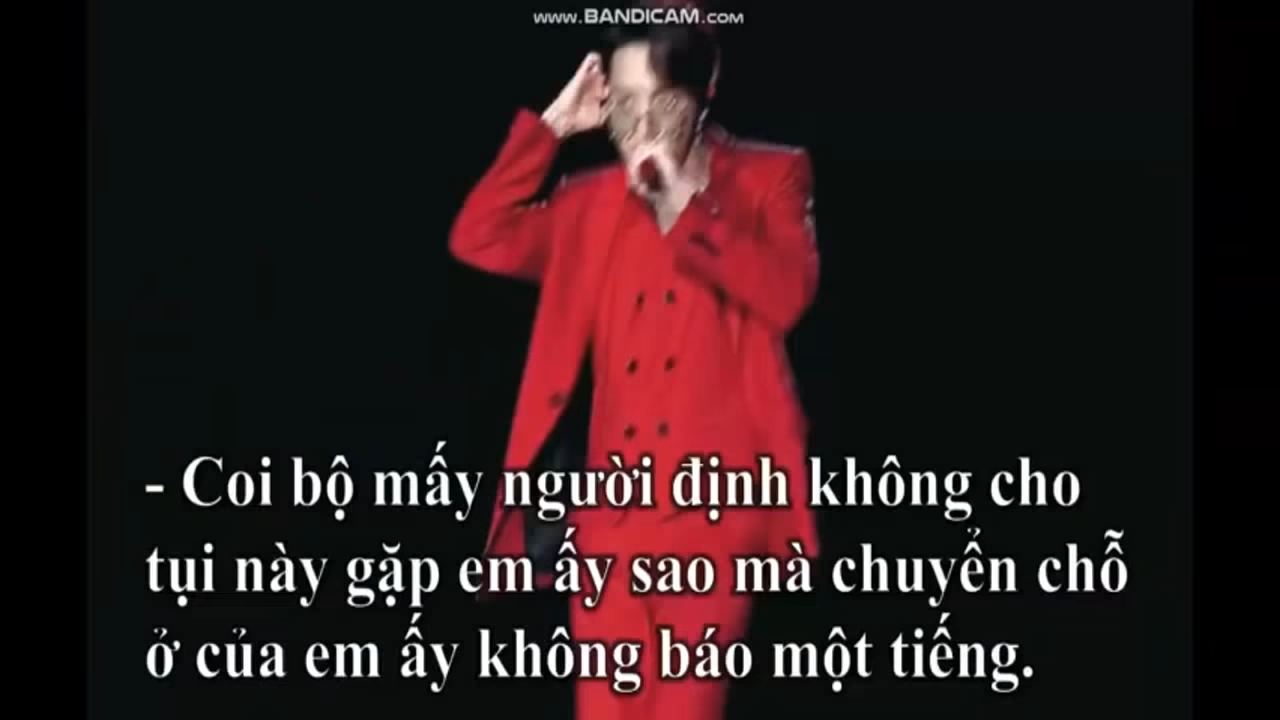 www.BANDICAM.com
- Coi bộ mấy người định không cho
tụi này gặp em ấy sao mà chuyển chỗ
ở của em ấy không báo một tiếng.